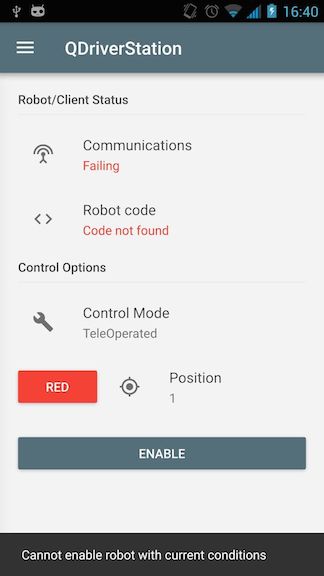 16:40
QDriverStation
Robot/Client Status
Communications
Failing
Robot code
Code not found
Control Options
Control Mode
TeleOperated
RED
Position
1
ENABLE
Cannot enable robot with current conditions